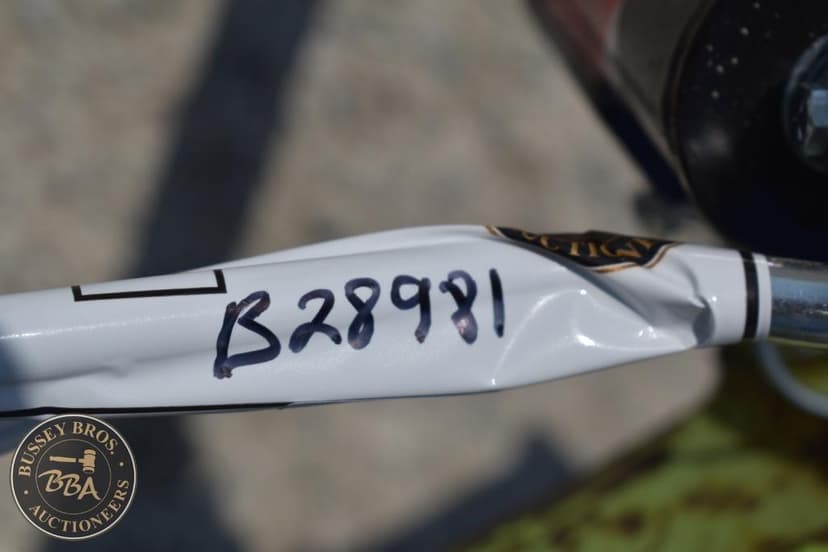 B28981
BUSSEY BROS.
BBA
AUCTIONEERS